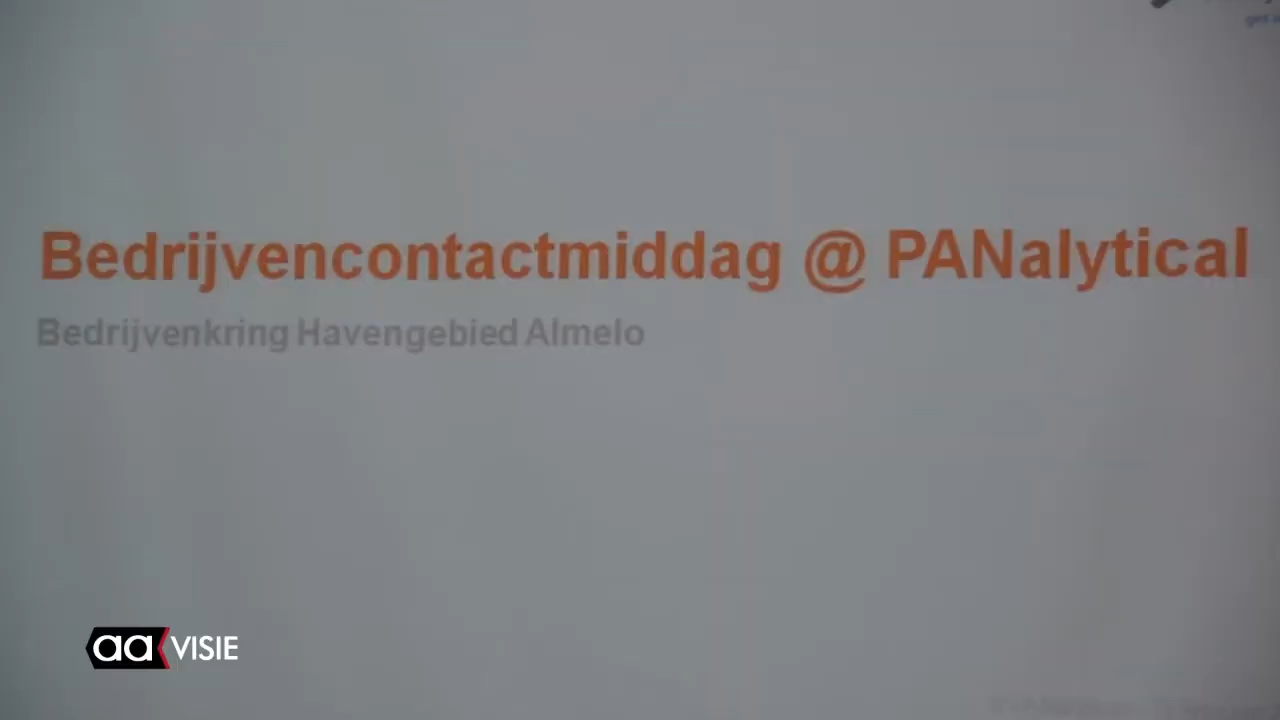 Bedrijvencontactmiddag @ PANalytical
Bedrijvenkring Havengebied Almelo
aa VISIE